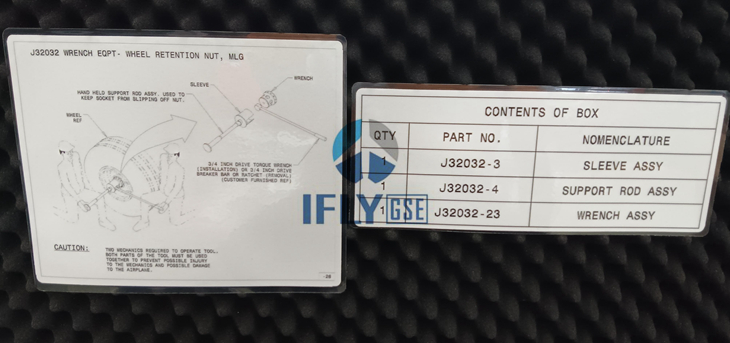 J32032 WRENCH EQPT- WHEEL RETENTION NUT, MLG
SLEEVE
WRENCH
HAND HELD SUPPORT ROD ASSY. USED TO
KEEP SOCKET FROM SLIPPING OFF NUT.
WHEEL
REF
3/4 INCH DRIVE TORQUE WRENCH
(INSTALLATION) OR 3/4 INCH DRIVE
BREAKER BAR OR RATCHET (REMOVAL)
(CUSTOMER FURNISHED REF)
CAUTION:
TWO MECHANICS REQUIRED TO OPERATE TOOL.
BOTH PARTS OF THE TOOL MUST BE USED
TOGETHER TO PREVENT POSSIBLE INJURY
TO THE MECHANICS AND POSSIBLE DAMAGE
TO THE AIRPLANE.
IFLY GSE
CONTENTS OF BOX
QTY PART NO. NOMENCLATURE
1 J32032-3 SLEEVE ASSY
1 J32032-4 SUPPORT ROD ASSY
1 J32032-23 WRENCH ASSY